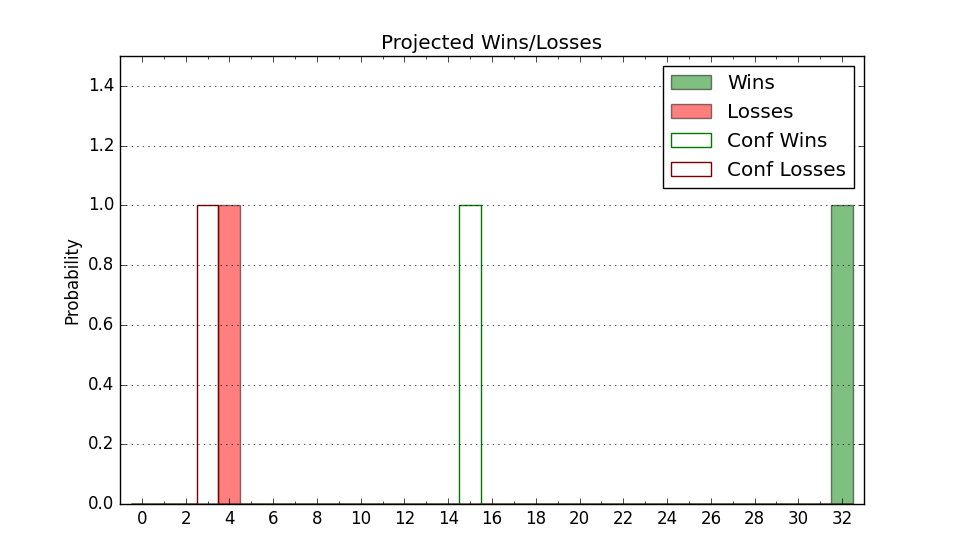 Projected Wins/Losses
1.4
1.2
1.0
0.8
0.6
0.4
0.2
0.0
Probability
Wins
Losses
Conf Wins
Conf Losses
0 2 4 6 8 10 12 14 16 18 20 22 24 26 28 30 32